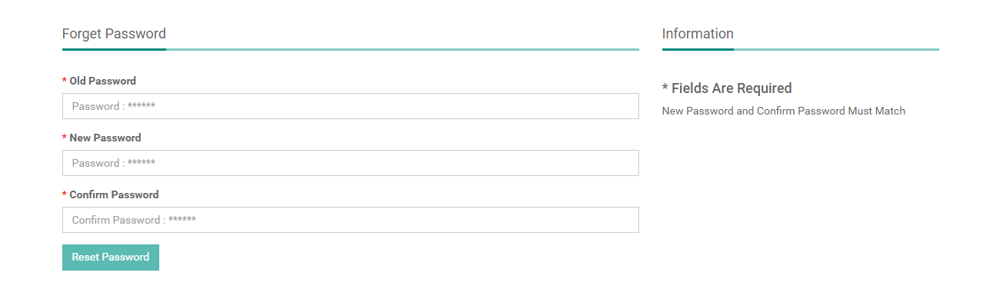 Forget Password
* Old Password
Password : ******
* New Password
Password : ******
* Confirm Password
Confirm Password : ******
Reset Password
Information
* Fields Are Required
New Password and Confirm Password Must Match